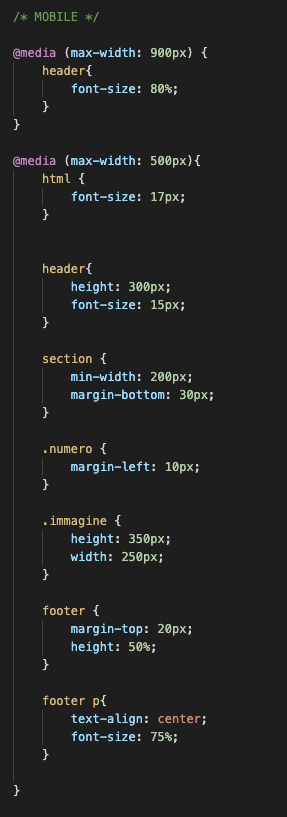 /* MOBILE */
@media (max-width: 900px) {
header{
font-size: 80%;
}
}
@media (max-width: 500px){
html {
font-size: 17px;
}
header{
height: 300px;
font-size: 15px;
}
section {
min-width: 200px;
margin-bottom: 30px;
}
.numero {
margin-left: 10px;
}
.immagine {
height: 350px;
width: 250px;
}
footer {
margin-top: 20px;
height: 50%;
}
footer p{
text-align: center;
font-size: 75%;
}
}